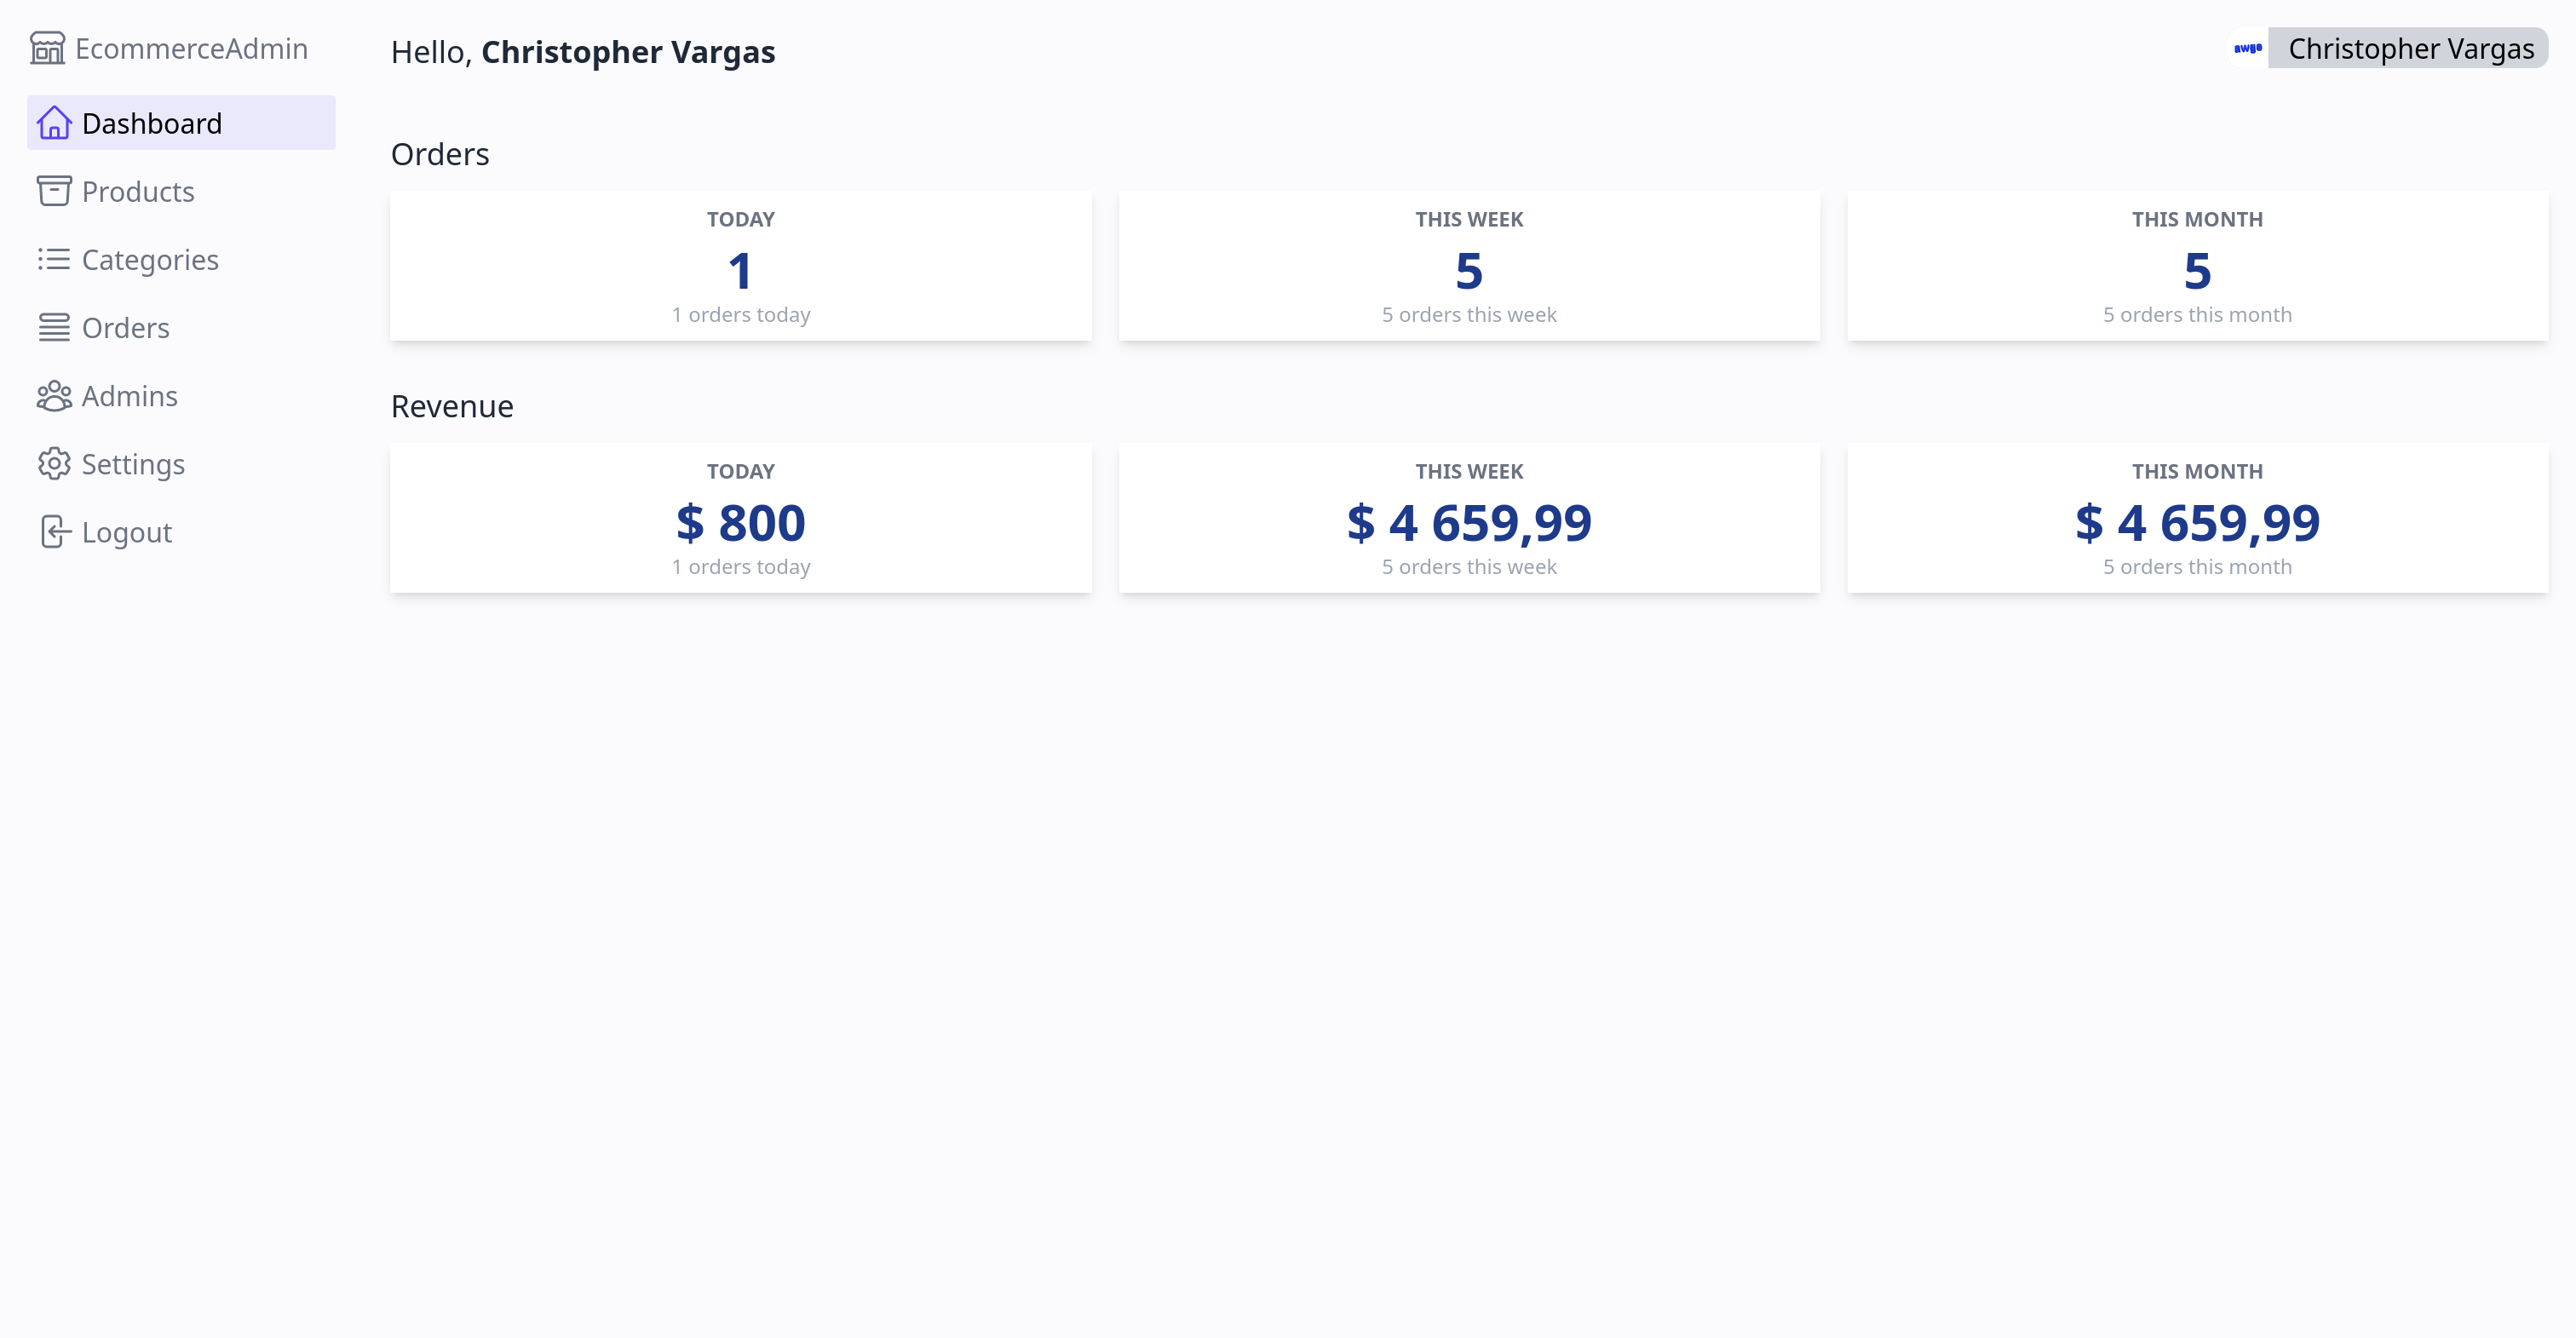 EcommerceAdmin
Dashboard
Products
Categories
Orders
Admins
Settings
Logout
Hello, Christopher Vargas
awgo Christopher Vargas
Orders
TODAY
1
1 orders today
THIS WEEK
5
5 orders this week
THIS MONTH
5
5 orders this month
Revenue
TODAY
$ 800
1 orders today
THIS WEEK
$ 4 659,99
5 orders this week
THIS MONTH
$ 4 659,99
5 orders this month